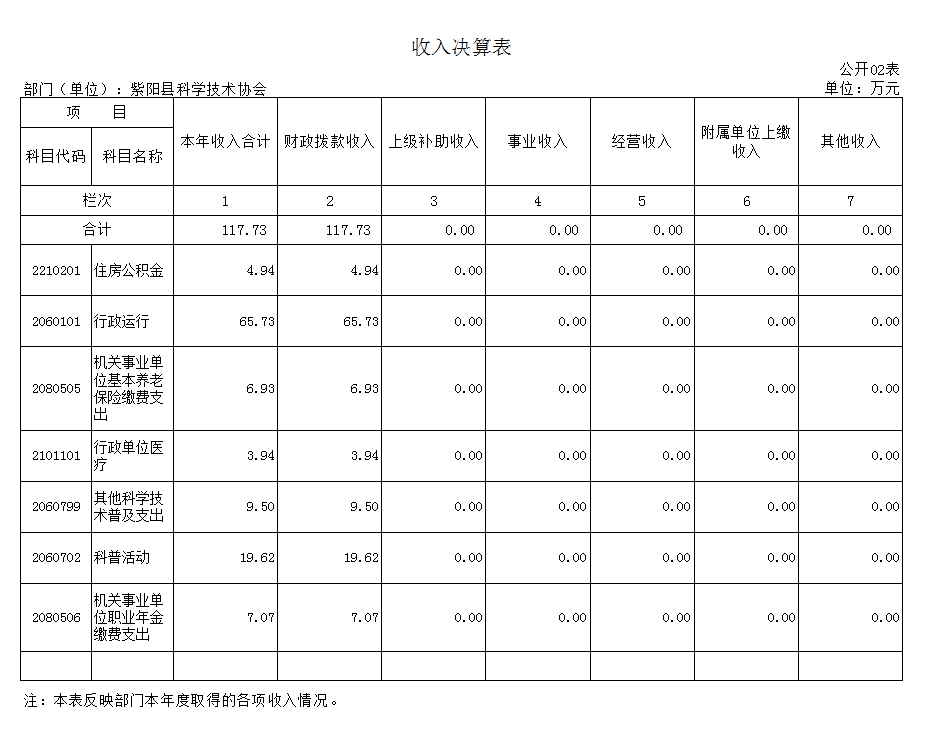 收入决算表
公开02表
部门（单位）：紫阳县科学技术协会 单位：万元
项 目 本年收入合计 财政拨款收入 上级补助收入 事业收入 经营收入 附属单位上缴收入 其他收入
科目代码 科目名称
栏次 1 2 3 4 5 6 7
合计 117.73 117.73 0.00 0.00 0.00 0.00 0.00
2210201 住房公积金 4.94 4.94 0.00 0.00 0.00 0.00 0.00
2060101 行政运行 65.73 65.73 0.00 0.00 0.00 0.00 0.00
2080505 机关事业单位基本养老保险缴费支出 6.93 6.93 0.00 0.00 0.00 0.00 0.00
2101101 行政单位医疗 3.94 3.94 0.00 0.00 0.00 0.00 0.00
2060799 其他科学技术普及支出 9.50 9.50 0.00 0.00 0.00 0.00 0.00
2060702 科普活动 19.62 19.62 0.00 0.00 0.00 0.00 0.00
2080506 机关事业单位职业年金缴费支出 7.07 7.07 0.00 0.00 0.00 0.00 0.00
注：本表反映部门本年度取得的各项收入情况。